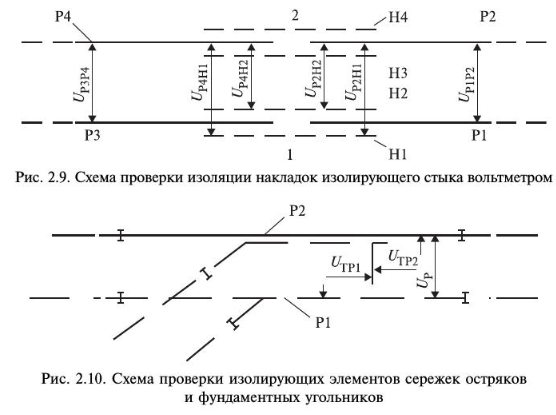 P4 2 H4 P2
U_P3P4 U_P4H1 U_P4H2 U_P2H2 U_P2H1 H3 U_P1P2
H2
P3 P1
1 H1
Рис. 2.9. Схема проверки изоляции накладок изолирующего стыка вольтметром
P2
U_TP1 U_TP2 U_P
P1
Рис. 2.10. Схема проверки изолирующих элементов сережек остряков
и фундаментных угольников